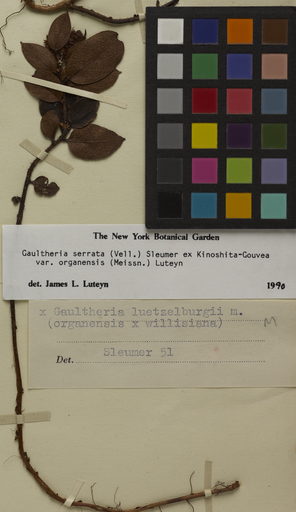 The New York Botanical Garden
Gaultheria serrata (Vell.) Sleumer ex Kinoshita-Gouvea
var. organensis (Meissn.) Luteyn
det. James L. Luteyn 1990
x Gaultheria luetzelburgii m.
(organensis x willisiana) M
Det. Sleumer 51